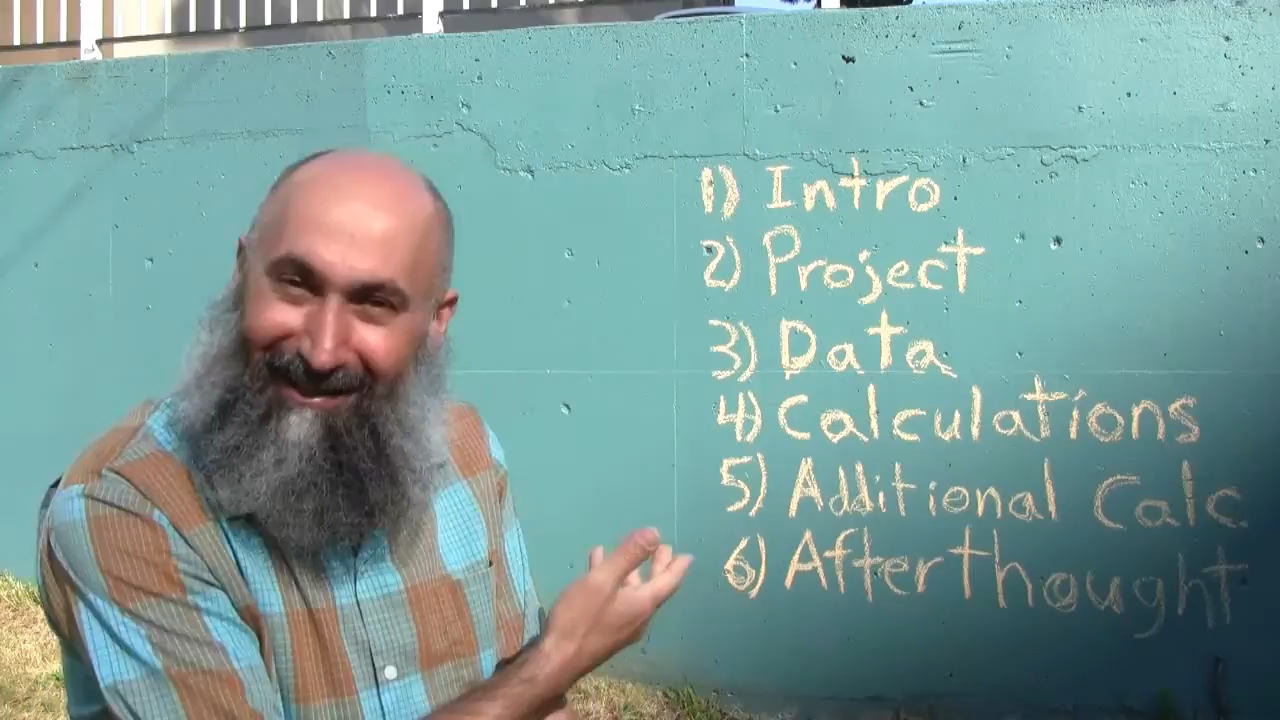 1) Intro
2) Project
3) Data
4) Calculations
5) Additional Calc.
6) Afterthought